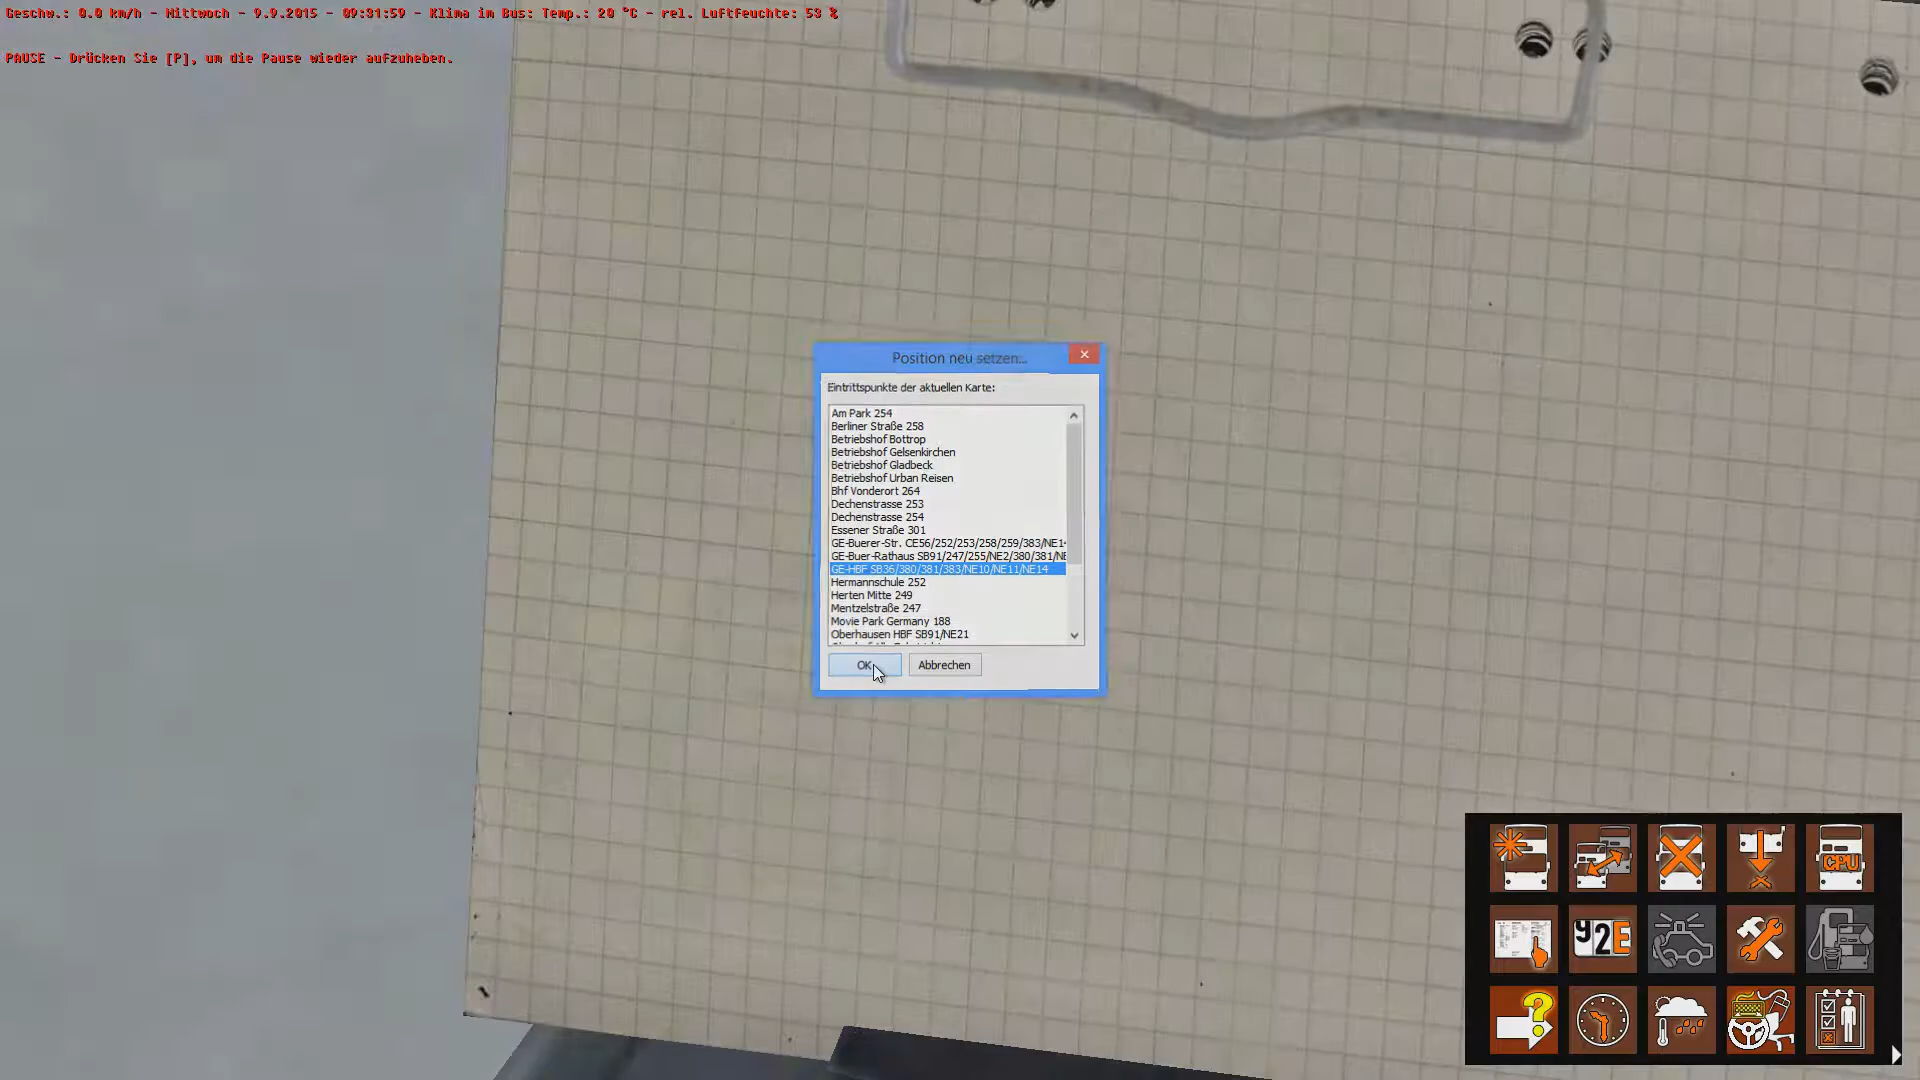 Geschw.: 0.0 km/h - Mittwoch - 9.9.2015 - 09:31:59 - Klima im Bus: Temp.: 20 °C - rel. Luftfeuchte: 53 %
PAUSE - Drücken Sie [P], um die Pause wieder aufzuheben.
Position neu setzen...
Eintrittspunkte der aktuellen Karte:
Am Park 254
Berliner Straße 258
Betriebshof Bottrop
Betriebshof Gelsenkirchen
Betriebshof Gladbeck
Betriebshof Urban Reisen
Bhf Vonderort 264
Dechenstrasse 253
Dechenstrasse 254
Essener Straße 301
GE-Buerer-Str. CE56/252/253/258/259/383/NE14
GE-Buer-Rathaus SB91/247/255/NE2/380/381/NE
GE-HBF SB36/380/381/383/NE10/NE11/NE14
Hermannschule 252
Herten Mitte 249
Mentzelstraße 247
Movie Park Germany 188
Oberhausen HBF SB91/NE21
OK
Abbrechen
CPU
92E